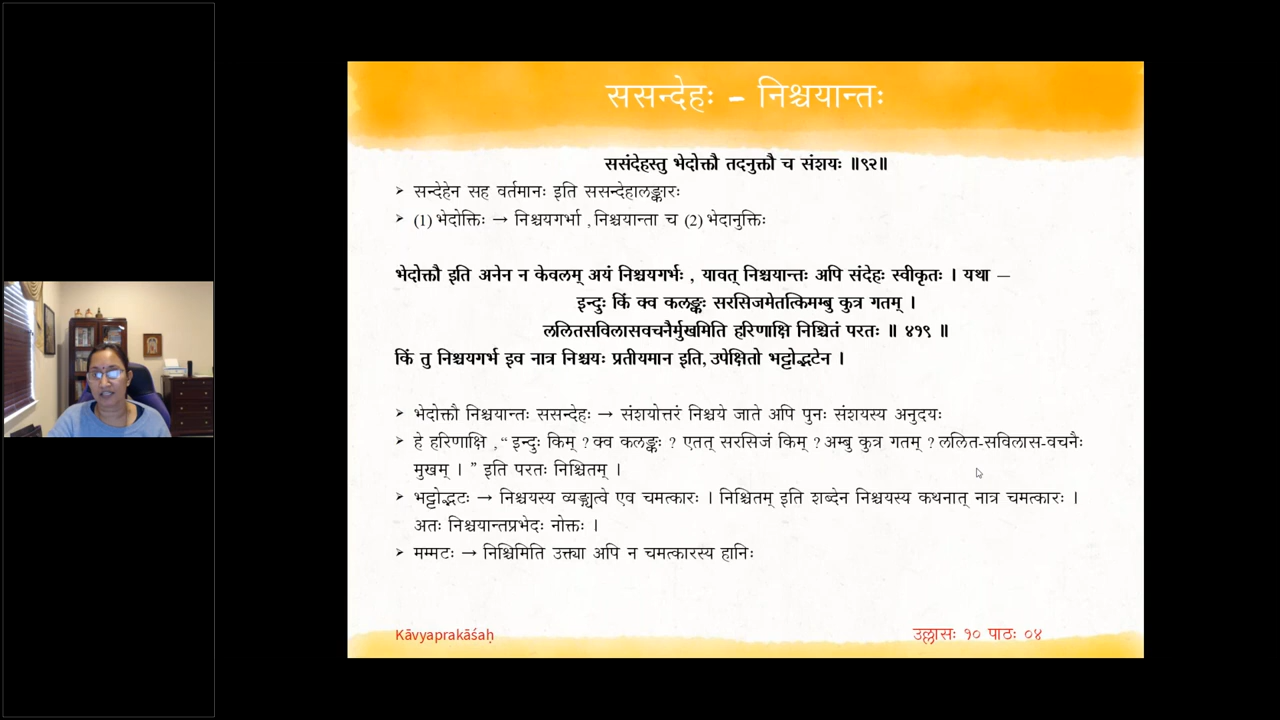 ससन्देहः - निश्चयान्तः
ससंदेहस्तु भेदोक्तौ तदनुक्तौ च संशयः ॥९२॥
➢ सन्देहेन सह वर्तमानः इति ससन्देहालङ्कारः
➢ (1) भेदोक्तिः → निश्चयगर्भा , निश्चयान्ता च (2) भेदानुक्तिः
भेदोक्तौ इति अनेन न केवलम् अयं निश्चयगर्भः , यावत् निश्चयान्तः अपि संदेहः स्वीकृतः । यथा —
इन्दुः किं क्व कलङ्कः सरसिजमेतत्किमम्बु कुत्र गतम् ।
ललितसविलासवचनैर्मुखमिति हरिणाक्षि निश्चितं परतः ॥ ४१९ ॥
किं तु निश्चयगर्भ इव नात्र निश्चयः प्रतीयमान इति, उपेक्षितो भट्टोद्भटेन ।
➢ भेदोक्तौ निश्चयान्तः ससन्देहः → संशयोत्तरं निश्चये जाते अपि पुनः संशयस्य अनुदयः
➢ हे हरिणाक्षि , “ इन्दुः किम् ? क्व कलङ्कः ? एतत् सरसिजं किम् ? अम्बु कुत्र गतम् ? ललित-सविलास-वचनैः
मुखम् । ” इति परतः निश्चितम् ।
➢ भट्टोद्भटः → निश्चयस्य व्यङ्ग्यत्वे एव चमत्कारः । निश्चितम् इति शब्देन निश्चयस्य कथनात् नात्र चमत्कारः ।
अतः निश्चयान्तप्रभेदः नोक्तः ।
➢ मम्मटः → निश्चिमिति उक्त्या अपि न चमत्कारस्य हानिः
Kāvyaprakāśaḥ
उल्लासः १० पाठः ०४